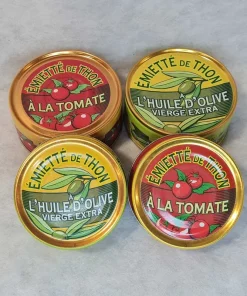 ÉMIETTÉ DE THON
À LA TOMATE
ÉMIETTÉ DE THON
À
L'HUILE D'OLIVE
VIERGE EXTRA
ÉMIETTÉ DE THON
À
L'HUILE D'OLIVE
VIERGE EXTRA
ÉMIETTÉ DE THON
À LA TOMATE